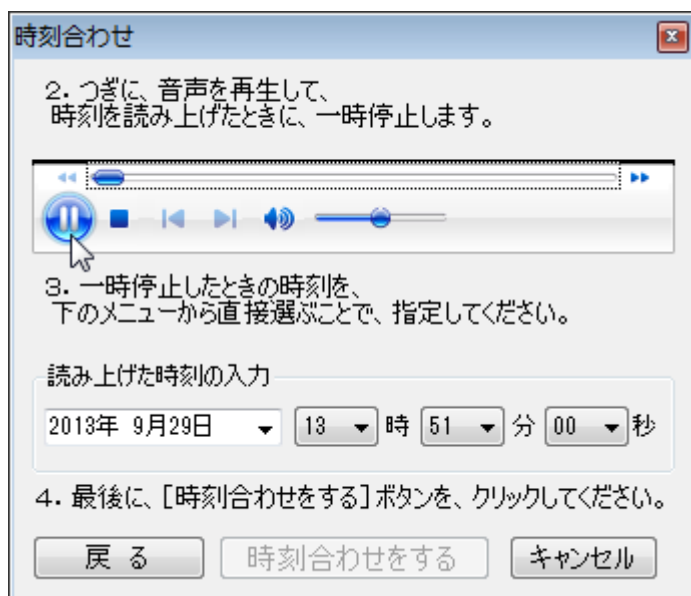 時刻合わせ
2. つぎに、音声を再生して、
時刻を読み上げたときに、一時停止します。
3. 一時停止したときの時刻を、
下のメニューから直接選ぶことで、指定してください。
読み上げた時刻の入力
2013年 9月29日 13 時 51 分 00 秒
4. 最後に、[時刻合わせをする]ボタンを、クリックしてください。
戻る 時刻合わせをする キャンセル